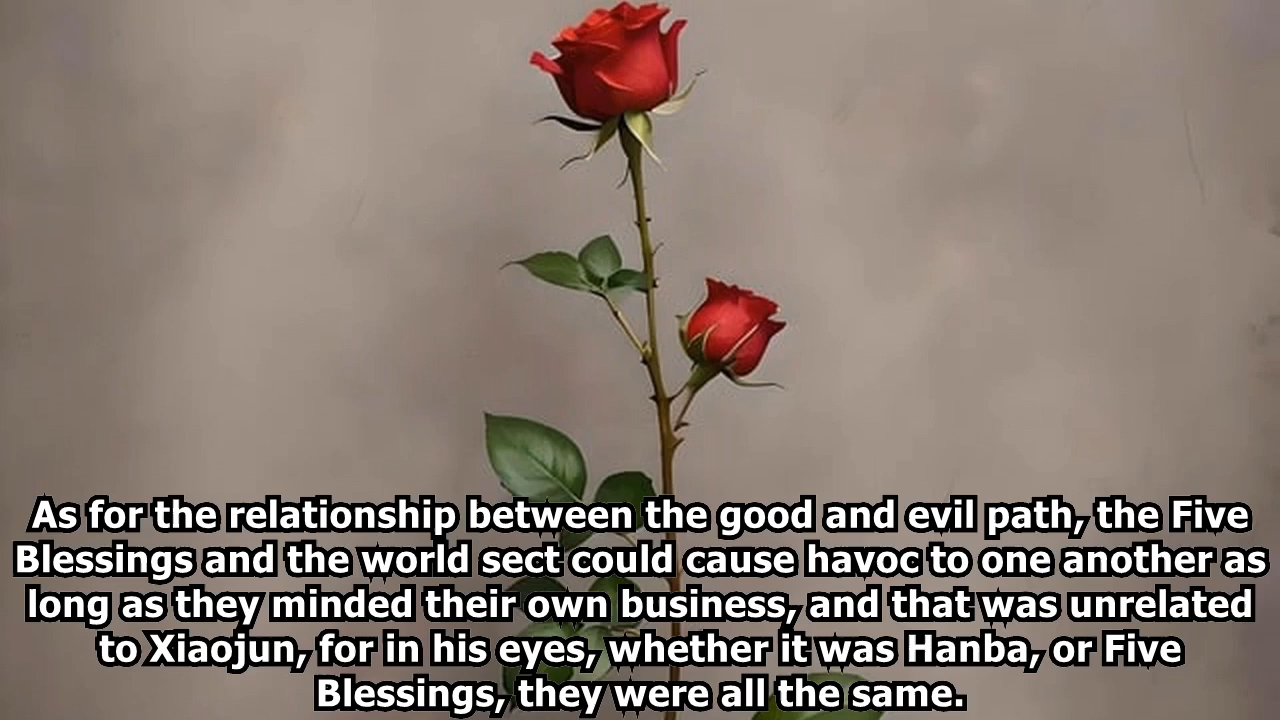 As for the relationship between the good and evil path, the Five
Blessings and the world sect could cause havoc to one another as
long as they minded their own business, and that was unrelated
to Xiaojun, for in his eyes, whether it was Hanba, or Five
Blessings, they were all the same.